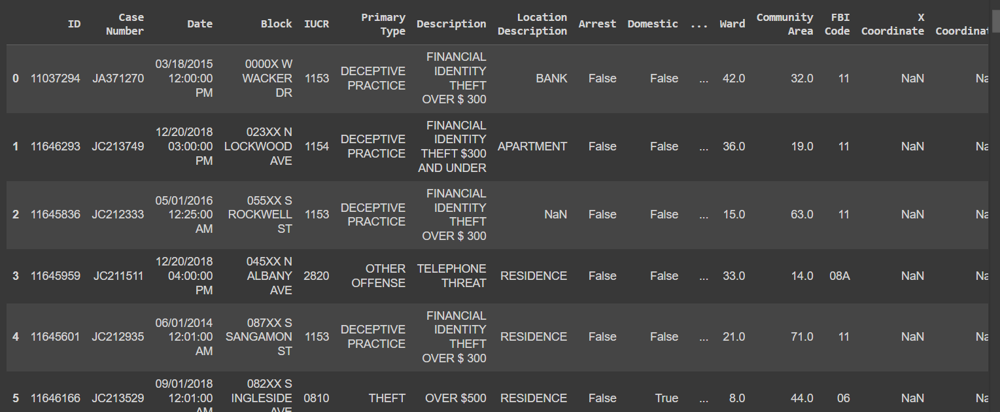 ID Case Number Date Block IUCR Primary Type Description Location Description Arrest Domestic ... Ward Community Area FBI Code X Coordinate
0 11037294 JA371270 03/18/2015 12:00:00 PM 0000X W WACKER DR 1153 DECEPTIVE PRACTICE FINANCIAL IDENTITY THEFT OVER $ 300 BANK False False ... 42.0 32.0 11 NaN
1 11646293 JC213749 12/20/2018 03:00:00 PM 023XX N LOCKWOOD AVE 1154 DECEPTIVE PRACTICE FINANCIAL IDENTITY THEFT $300 AND UNDER APARTMENT False False ... 36.0 19.0 11 NaN
2 11645836 JC212333 05/01/2016 12:25:00 AM 055XX S ROCKWELL ST 1153 DECEPTIVE PRACTICE FINANCIAL IDENTITY THEFT OVER $ 300 NaN False False ... 15.0 63.0 11 NaN
3 11645959 JC211511 12/20/2018 04:00:00 PM 045XX N ALBANY AVE 2820 OTHER OFFENSE TELEPHONE THREAT RESIDENCE False False ... 33.0 14.0 08A NaN
4 11645601 JC212935 06/01/2014 12:01:00 AM 087XX S SANGAMON ST 1153 DECEPTIVE PRACTICE FINANCIAL IDENTITY THEFT OVER $ 300 RESIDENCE False False ... 21.0 71.0 11 NaN
5 11646166 JC213529 09/01/2018 12:01:00 AM 082XX S INGLESIDE AVE 0810 THEFT OVER $500 RESIDENCE False True ... 8.0 44.0 06 NaN